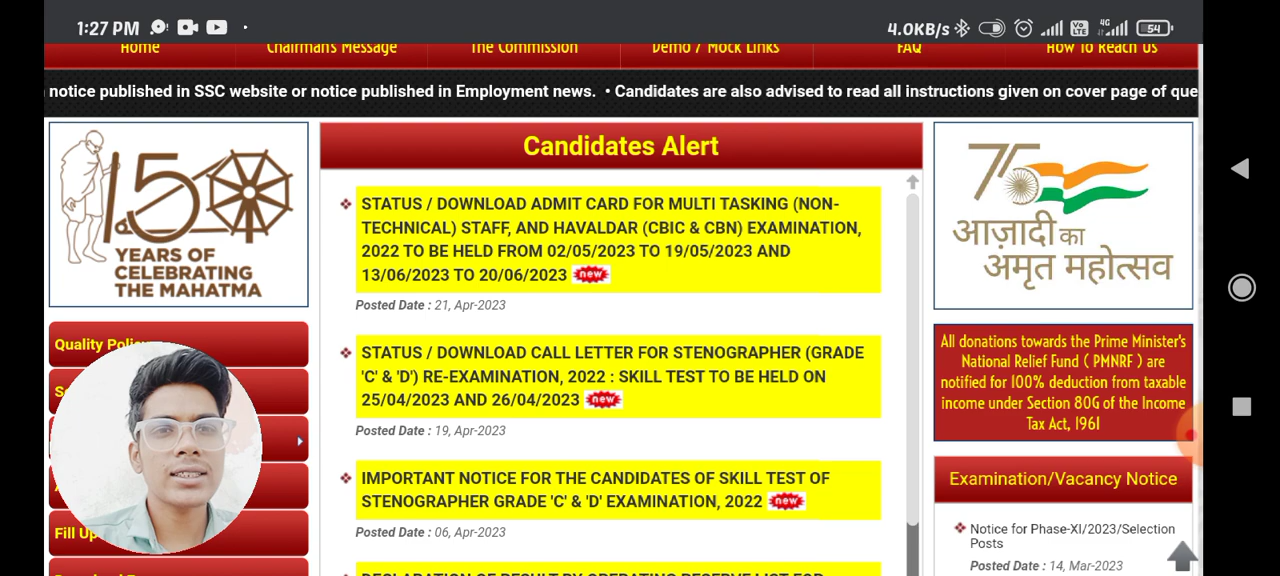 1:27 PM
4.0KB/s
VO
4G
54
Home
Chairman's Message
The Commission
Demo / Mock Links
FAQ
How To Reach Us
notice published in SSC website or notice published in Employment news. • Candidates are also advised to read all instructions given on cover page of que
150
YEARS OF
CELEBRATING
THE MAHATMA
Candidates Alert
STATUS / DOWNLOAD ADMIT CARD FOR MULTI TASKING (NON-
TECHNICAL) STAFF, AND HAVALDAR (CBIC & CBN) EXAMINATION,
2022 TO BE HELD FROM 02/05/2023 TO 19/05/2023 AND
13/06/2023 TO 20/06/2023 new
Posted Date : 21, Apr-2023
STATUS / DOWNLOAD CALL LETTER FOR STENOGRAPHER (GRADE
'C' & 'D') RE-EXAMINATION, 2022 : SKILL TEST TO BE HELD ON
25/04/2023 AND 26/04/2023 new
Posted Date : 19, Apr-2023
IMPORTANT NOTICE FOR THE CANDIDATES OF SKILL TEST OF
STENOGRAPHER GRADE 'C' & 'D' EXAMINATION, 2022 new
Posted Date : 06, Apr-2023
DECLARATION OF RESULT BY OPERATING RESERVE LIST FOR
75
आज़ादी का
अमृत महोत्सव
All donations towards the Prime Minister's
National Relief Fund ( PMNRF ) are
notified for 100% deduction from taxable
income under Section 80G of the Income
Tax Act, 1961
Examination/Vacancy Notice
Notice for Phase-XI/2023/Selection
Posts
Posted Date : 14, Mar-2023
Quality
Fill